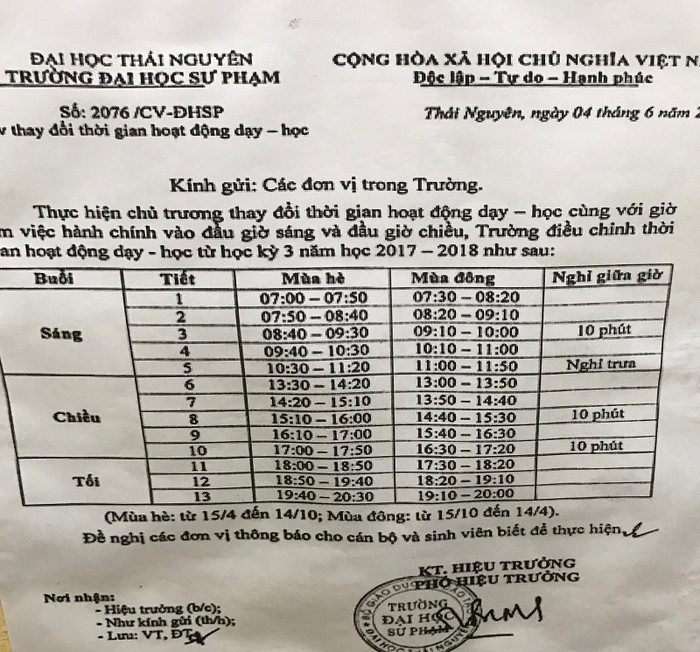 ĐẠI HỌC THÁI NGUYÊN
CỘNG HÒA XÃ HỘI CHỦ NGHĨA VIỆT N
TRƯỜNG ĐẠI HỌC SƯ PHẠM
Độc lập – Tự do – Hạnh phúc
Số: 2076 /CV-ĐHSP
Thái Nguyên, ngày 04 tháng 6 năm 2
v thay đổi thời gian hoạt động dạy – học
Kính gửi: Các đơn vị trong Trường.
Thực hiện chủ trương thay đổi thời gian hoạt động dạy – học cùng với giờ
m việc hành chính vào đầu giờ sáng và đầu giờ chiều, Trường điều chỉnh thời
an hoạt động dạy - học từ học kỳ 3 năm học 2017 – 2018 như sau:
Buổi Tiết Mùa hè Mùa đông Nghỉ giữa giờ
1 07:00 – 07:50 07:30 – 08:20
2 07:50 – 08:40 08:20 – 09:10
Sáng 3 08:40 – 09:30 09:10 – 10:00 10 phút
4 09:40 – 10:30 10:10 – 11:00
5 10:30 – 11:20 11:00 – 11:50 Nghỉ trưa
6 13:30 – 14:20 13:00 – 13:50
7 14:20 – 15:10 13:50 – 14:40
Chiều 8 15:10 – 16:00 14:40 – 15:30 10 phút
9 16:10 – 17:00 15:40 – 16:30
10 17:00 – 17:50 16:30 – 17:20 10 phút
11 18:00 – 18:50 17:30 – 18:20
Tối 12 18:50 – 19:40 18:20 – 19:10
13 19:40 – 20:30 19:10 – 20:00
(Mùa hè: từ 15/4 đến 14/10; Mùa đông: từ 15/10 đến 14/4).
Đề nghị các đơn vị thông báo cho cán bộ và sinh viên biết để thực hiện.
KT. HIỆU TRƯỞNG
PHÓ HIỆU TRƯỞNG
Nơi nhận:
- Hiệu trưởng (b/c);
- Như kính gửi (th/h);
- Lưu: VT, ĐT
TRƯỜNG
ĐẠI HỌC
SƯ PHẠM